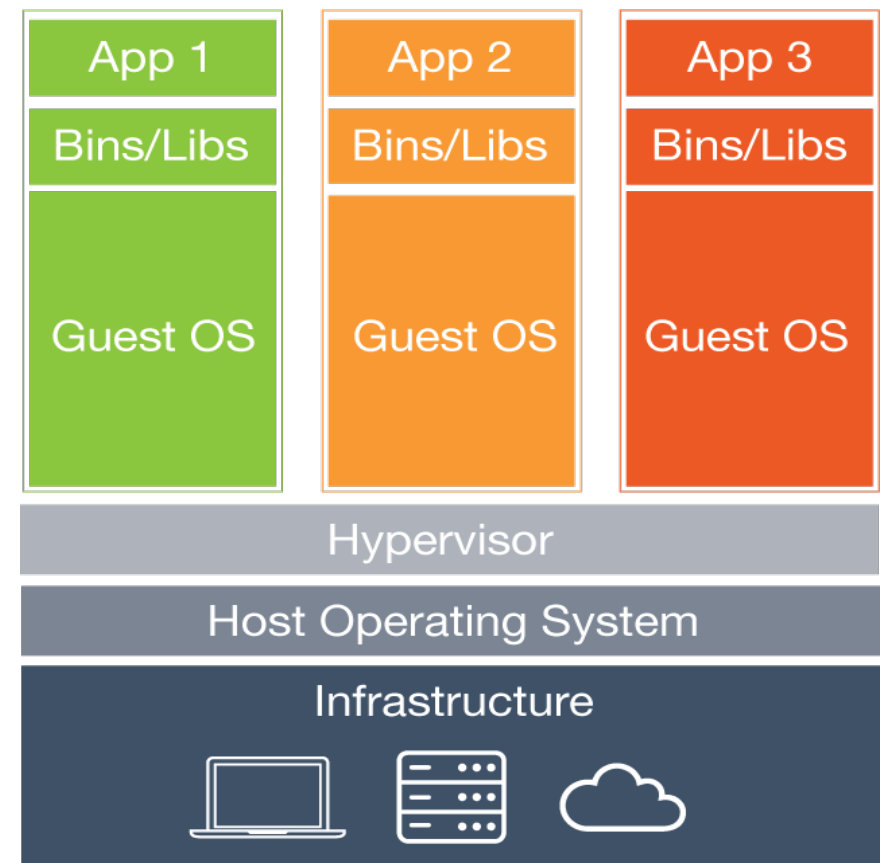 App 1
App 2
App 3
Bins/Libs
Bins/Libs
Bins/Libs
Guest OS
Guest OS
Guest OS
Hypervisor
Host Operating System
Infrastructure